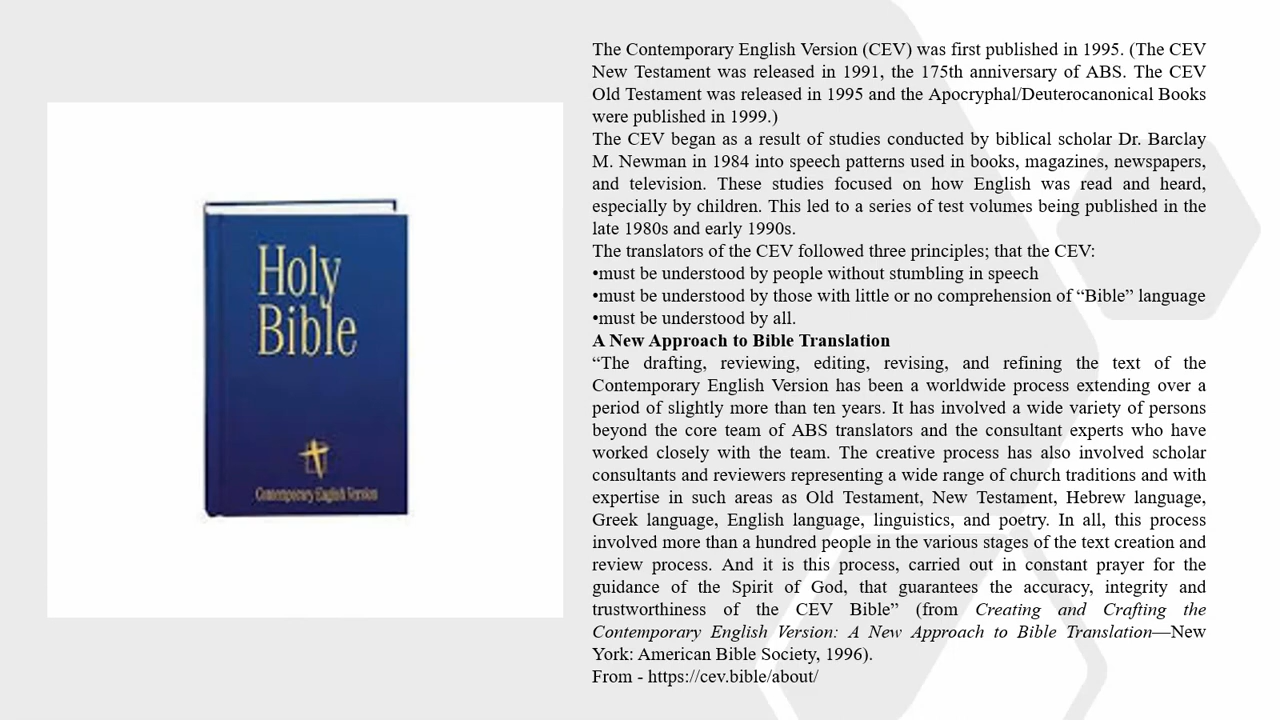 Holy
Bible
Contemporary English Version
The Contemporary English Version (CEV) was first published in 1995. (The CEV
New Testament was released in 1991, the 175th anniversary of ABS. The CEV
Old Testament was released in 1995 and the Apocryphal/Deuterocanonical Books
were published in 1999.)
The CEV began as a result of studies conducted by biblical scholar Dr. Barclay
M. Newman in 1984 into speech patterns used in books, magazines, newspapers,
and television. These studies focused on how English was read and heard,
especially by children. This led to a series of test volumes being published in the
late 1980s and early 1990s.
The translators of the CEV followed three principles; that the CEV:
•must be understood by people without stumbling in speech
•must be understood by those with little or no comprehension of “Bible” language
•must be understood by all.
A New Approach to Bible Translation
“The drafting, reviewing, editing, revising, and refining the text of the
Contemporary English Version has been a worldwide process extending over a
period of slightly more than ten years. It has involved a wide variety of persons
beyond the core team of ABS translators and the consultant experts who have
worked closely with the team. The creative process has also involved scholar
consultants and reviewers representing a wide range of church traditions and with
expertise in such areas as Old Testament, New Testament, Hebrew language,
Greek language, English language, linguistics, and poetry. In all, this process
involved more than a hundred people in the various stages of the text creation and
review process. And it is this process, carried out in constant prayer for the
guidance of the Spirit of God, that guarantees the accuracy, integrity and
trustworthiness of the CEV Bible” (from Creating and Crafting the
Contemporary English Version: A New Approach to Bible Translation—New
York: American Bible Society, 1996).
From - https://cev.bible/about/